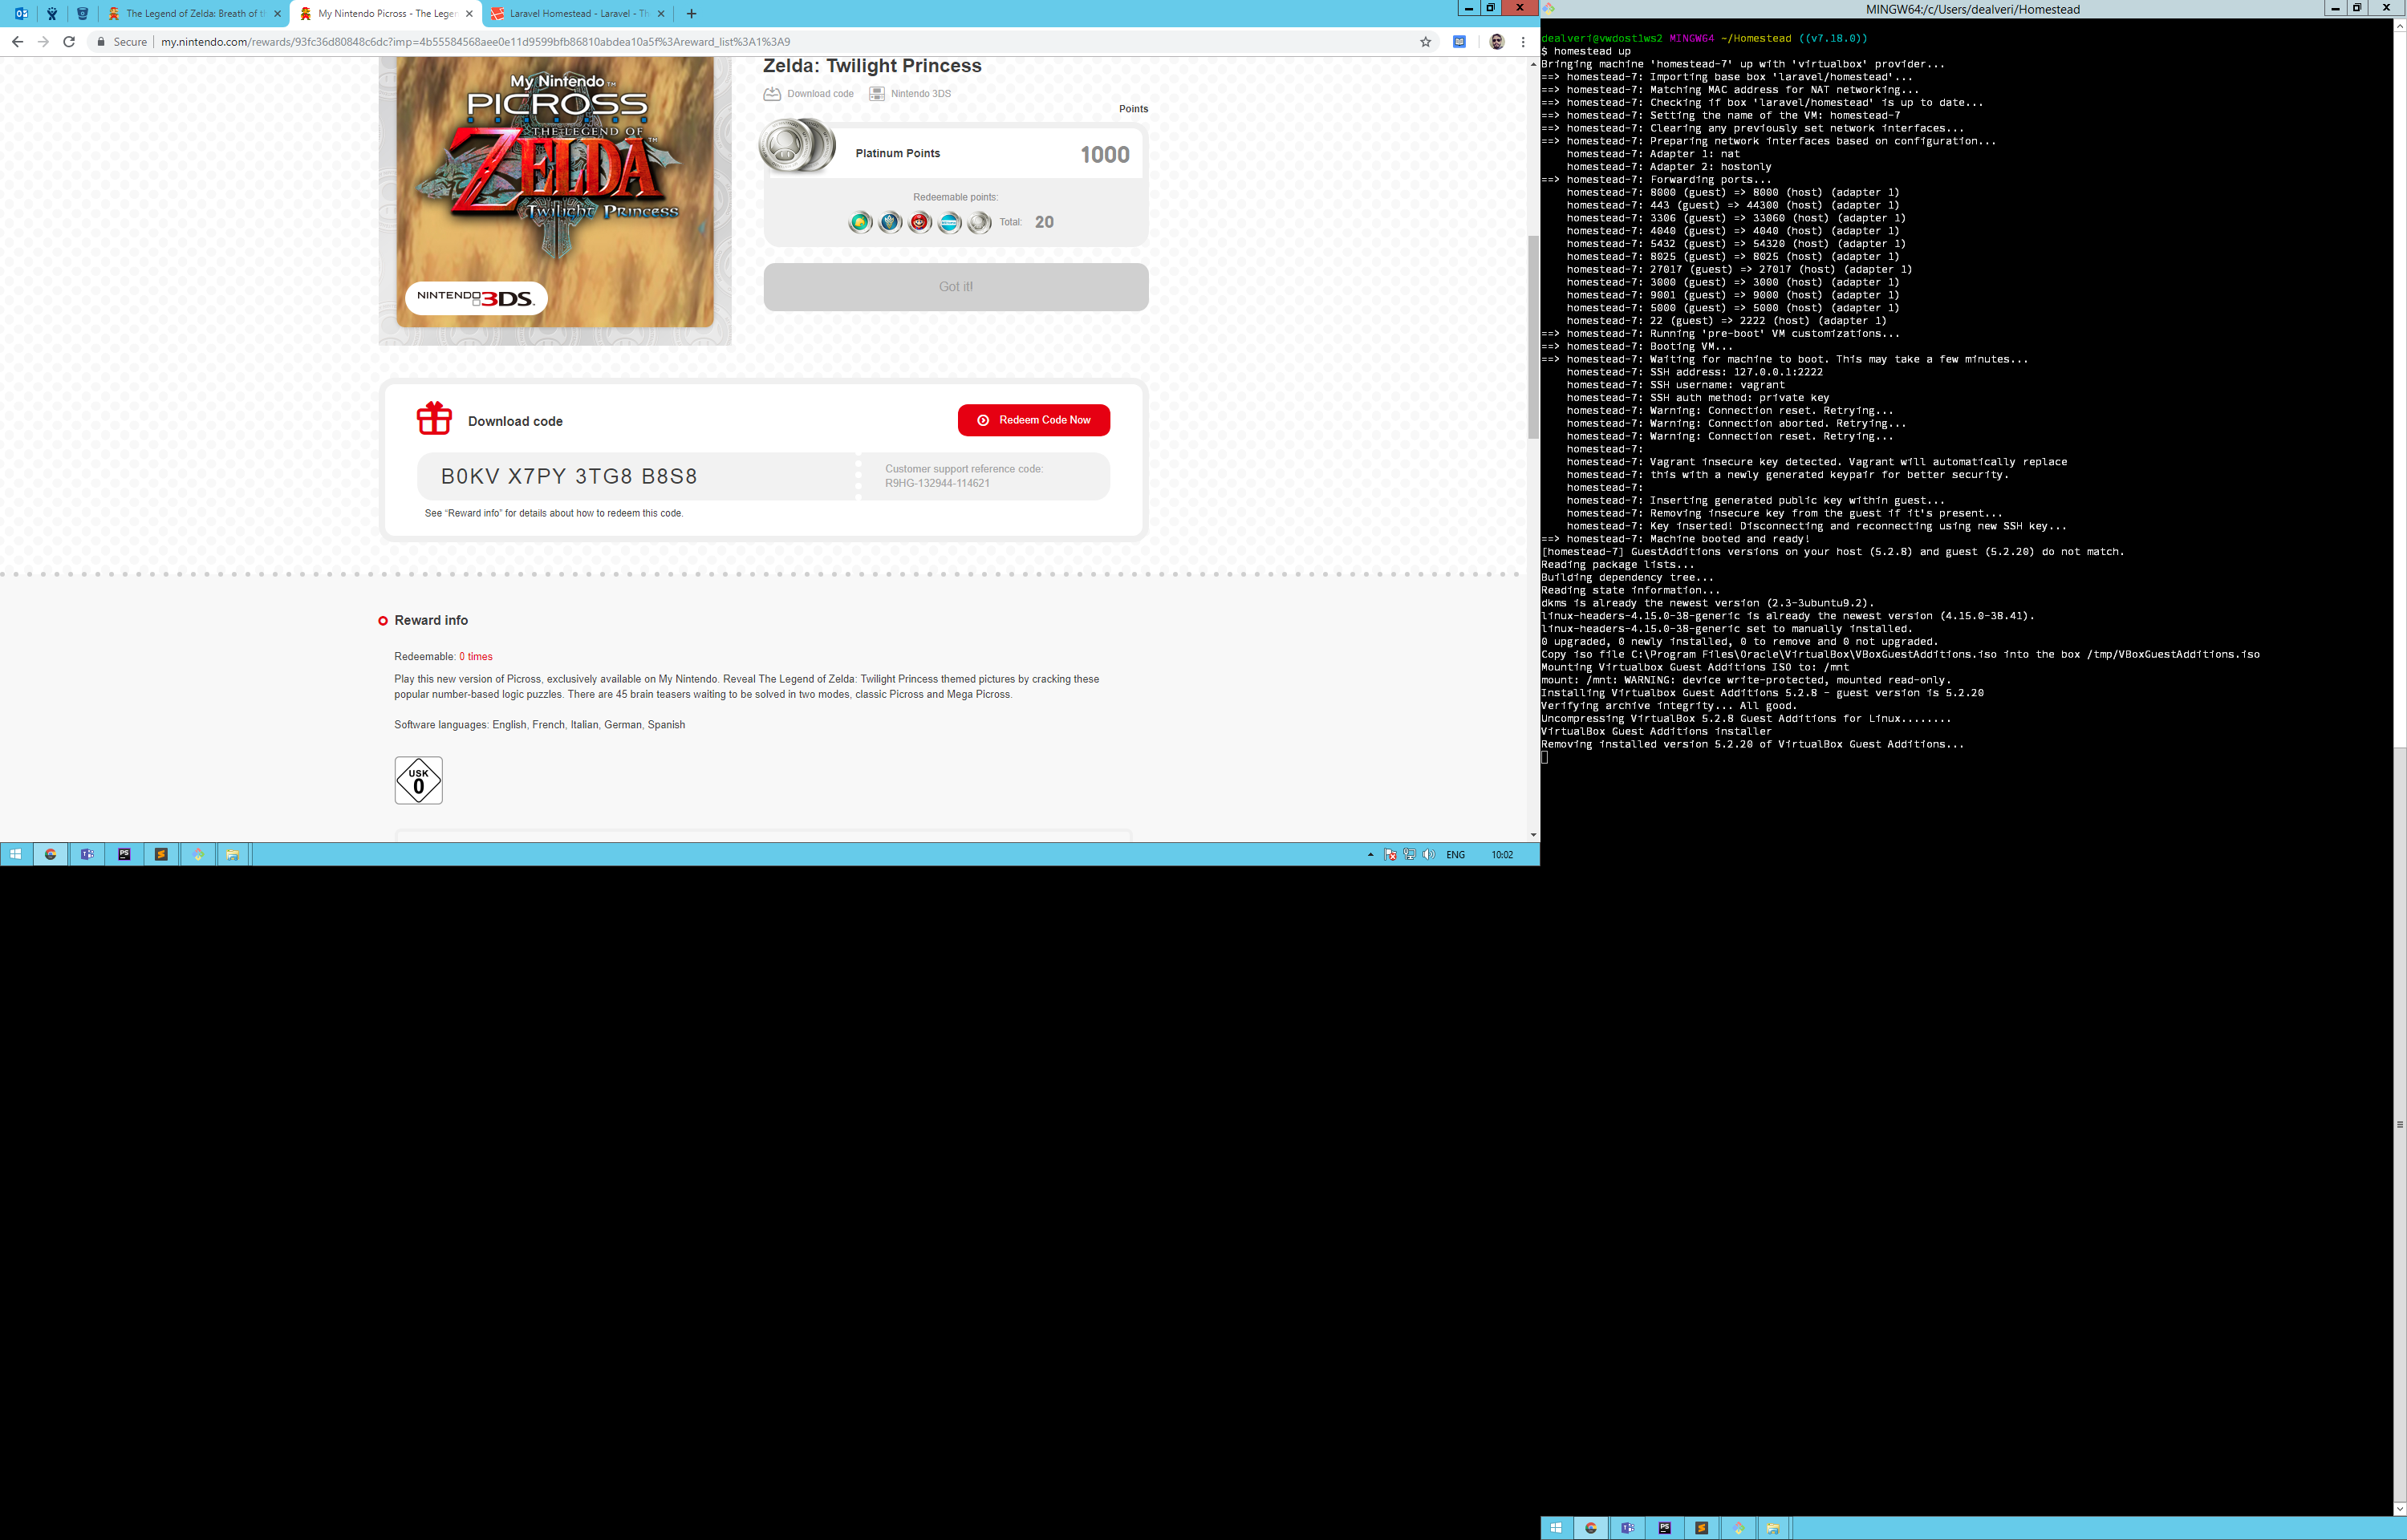 The Legend of Zelda: Breath of t
My Nintendo Picross - The Leger
Laravel Homestead - Laravel - Th
Secure
my.nintendo.com/rewards/93fc36d80848c6dc?imp=4b55584568aee0e11d9599bfb86810abdea10a5f%3Areward_list%3A1%3A9
My Nintendo™
PICROSS
THE LEGEND OF
ZELDA™
Twilight Princess
NINTENDO 3DS.
Zelda: Twilight Princess
Download code
Nintendo 3DS
Points
Platinum Points
1000
Redeemable points:
Total: 20
Got it!
Download code
Redeem Code Now
B0KV X7PY 3TG8 B8S8
Customer support reference code:
R9HG-132944-114621
See “Reward info” for details about how to redeem this code.
Reward info
Redeemable: 0 times
Play this new version of Picross, exclusively available on My Nintendo. Reveal The Legend of Zelda: Twilight Princess themed pictures by cracking these
popular number-based logic puzzles. There are 45 brain teasers waiting to be solved in two modes, classic Picross and Mega Picross.
Software languages: English, French, Italian, German, Spanish
USK
0
ENG
10:02
MINGW64:/c/Users/dealveri/Homestead
dealveri@vwdost1ws2 MINGW64 ~/Homestead ((v7.18.0))
$ homestead up
Bringing machine 'homestead-7' up with 'virtualbox' provider...
==> homestead-7: Importing base box 'laravel/homestead'...
==> homestead-7: Matching MAC address for NAT networking...
==> homestead-7: Checking if box 'laravel/homestead' is up to date...
==> homestead-7: Setting the name of the VM: homestead-7
==> homestead-7: Clearing any previously set network interfaces...
==> homestead-7: Preparing network interfaces based on configuration...
homestead-7: Adapter 1: nat
homestead-7: Adapter 2: hostonly
==> homestead-7: Forwarding ports...
homestead-7: 8000 (guest) => 8000 (host) (adapter 1)
homestead-7: 443 (guest) => 44300 (host) (adapter 1)
homestead-7: 3306 (guest) => 33060 (host) (adapter 1)
homestead-7: 4040 (guest) => 4040 (host) (adapter 1)
homestead-7: 5432 (guest) => 54320 (host) (adapter 1)
homestead-7: 8025 (guest) => 8025 (host) (adapter 1)
homestead-7: 27017 (guest) => 27017 (host) (adapter 1)
homestead-7: 3000 (guest) => 3000 (host) (adapter 1)
homestead-7: 9001 (guest) => 9000 (host) (adapter 1)
homestead-7: 5000 (guest) => 5000 (host) (adapter 1)
homestead-7: 22 (guest) => 2222 (host) (adapter 1)
==> homestead-7: Running 'pre-boot' VM customizations...
==> homestead-7: Booting VM...
==> homestead-7: Waiting for machine to boot. This may take a few minutes...
homestead-7: SSH address: 127.0.0.1:2222
homestead-7: SSH username: vagrant
homestead-7: SSH auth method: private key
homestead-7: Warning: Connection reset. Retrying...
homestead-7: Warning: Connection aborted. Retrying...
homestead-7: Warning: Connection reset. Retrying...
homestead-7:
homestead-7: Vagrant insecure key detected. Vagrant will automatically replace
homestead-7: this with a newly generated keypair for better security.
homestead-7:
homestead-7: Inserting generated public key within guest...
homestead-7: Removing insecure key from the guest if it's present...
homestead-7: Key inserted! Disconnecting and reconnecting using new SSH key...
==> homestead-7: Machine booted and ready!
[homestead-7] GuestAdditions versions on your host (5.2.8) and guest (5.2.20) do not match.
Reading package lists...
Building dependency tree...
Reading state information...
dkms is already the newest version (2.3-3ubuntu9.2).
linux-headers-4.15.0-38-generic is already the newest version (4.15.0-38.41).
linux-headers-4.15.0-38-generic set to manually installed.
0 upgraded, 0 newly installed, 0 to remove and 0 not upgraded.
Copy iso file C:\Program Files\Oracle\VirtualBox\VBoxGuestAdditions.iso into the box /tmp/VBoxGuestAdditions.iso
Mounting Virtualbox Guest Additions ISO to: /mnt
mount: /mnt: WARNING: device write-protected, mounted read-only.
Installing Virtualbox Guest Additions 5.2.8 - guest version is 5.2.20
Verifying archive integrity... All good.
Uncompressing VirtualBox 5.2.8 Guest Additions for Linux........
VirtualBox Guest Additions installer
Removing installed version 5.2.20 of VirtualBox Guest Additions...